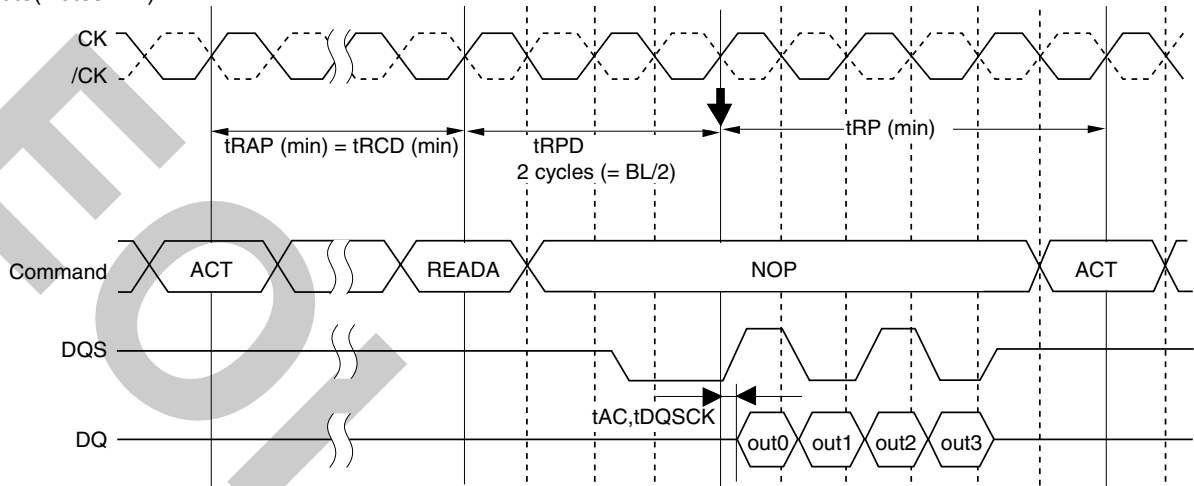 CK
/CK
tRAP (min) = tRCD (min)
tRPD
2 cycles (= BL/2)
tRP (min)
Command
ACT
READA
NOP
ACT
DQS
tAC,tDQSCK
DQ
out0
out1
out2
out3